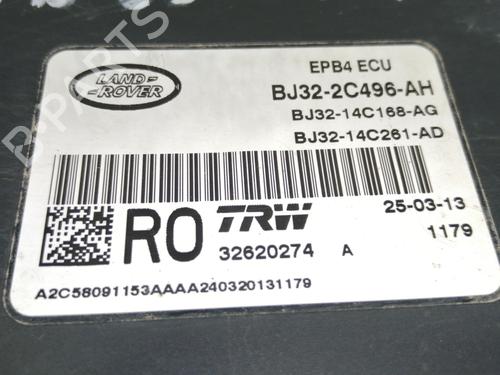 LAND-
-ROVER
EPB4 ECU
BJ32-2C496-AH
BJ32-14C168-AG
BJ32-14C261-AD
RO
TRW
25-03-13
32620274 A
1179
A2C58091153AAAA240320131179
B-PARTS